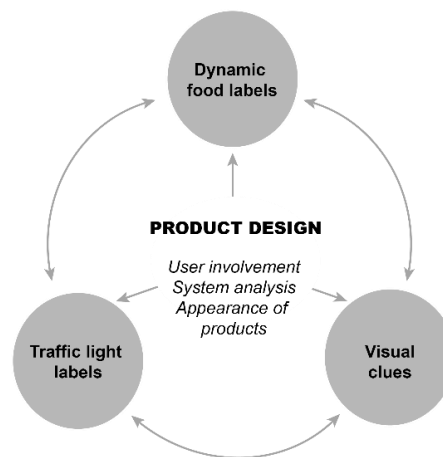 Dynamic
food labels
PRODUCT DESIGN
User involvement
System analysis
Appearance of
products
Traffic light
labels
Visual
clues